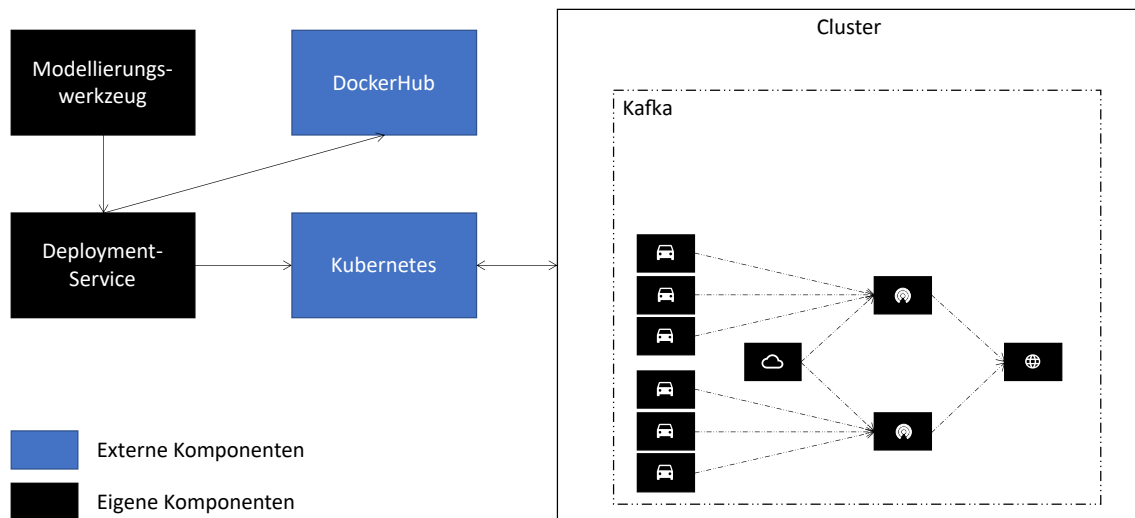 Modellierungs-
werkzeug
DockerHub
Cluster
Kafka
Deployment-
Service
Kubernetes
Externe Komponenten
Eigene Komponenten